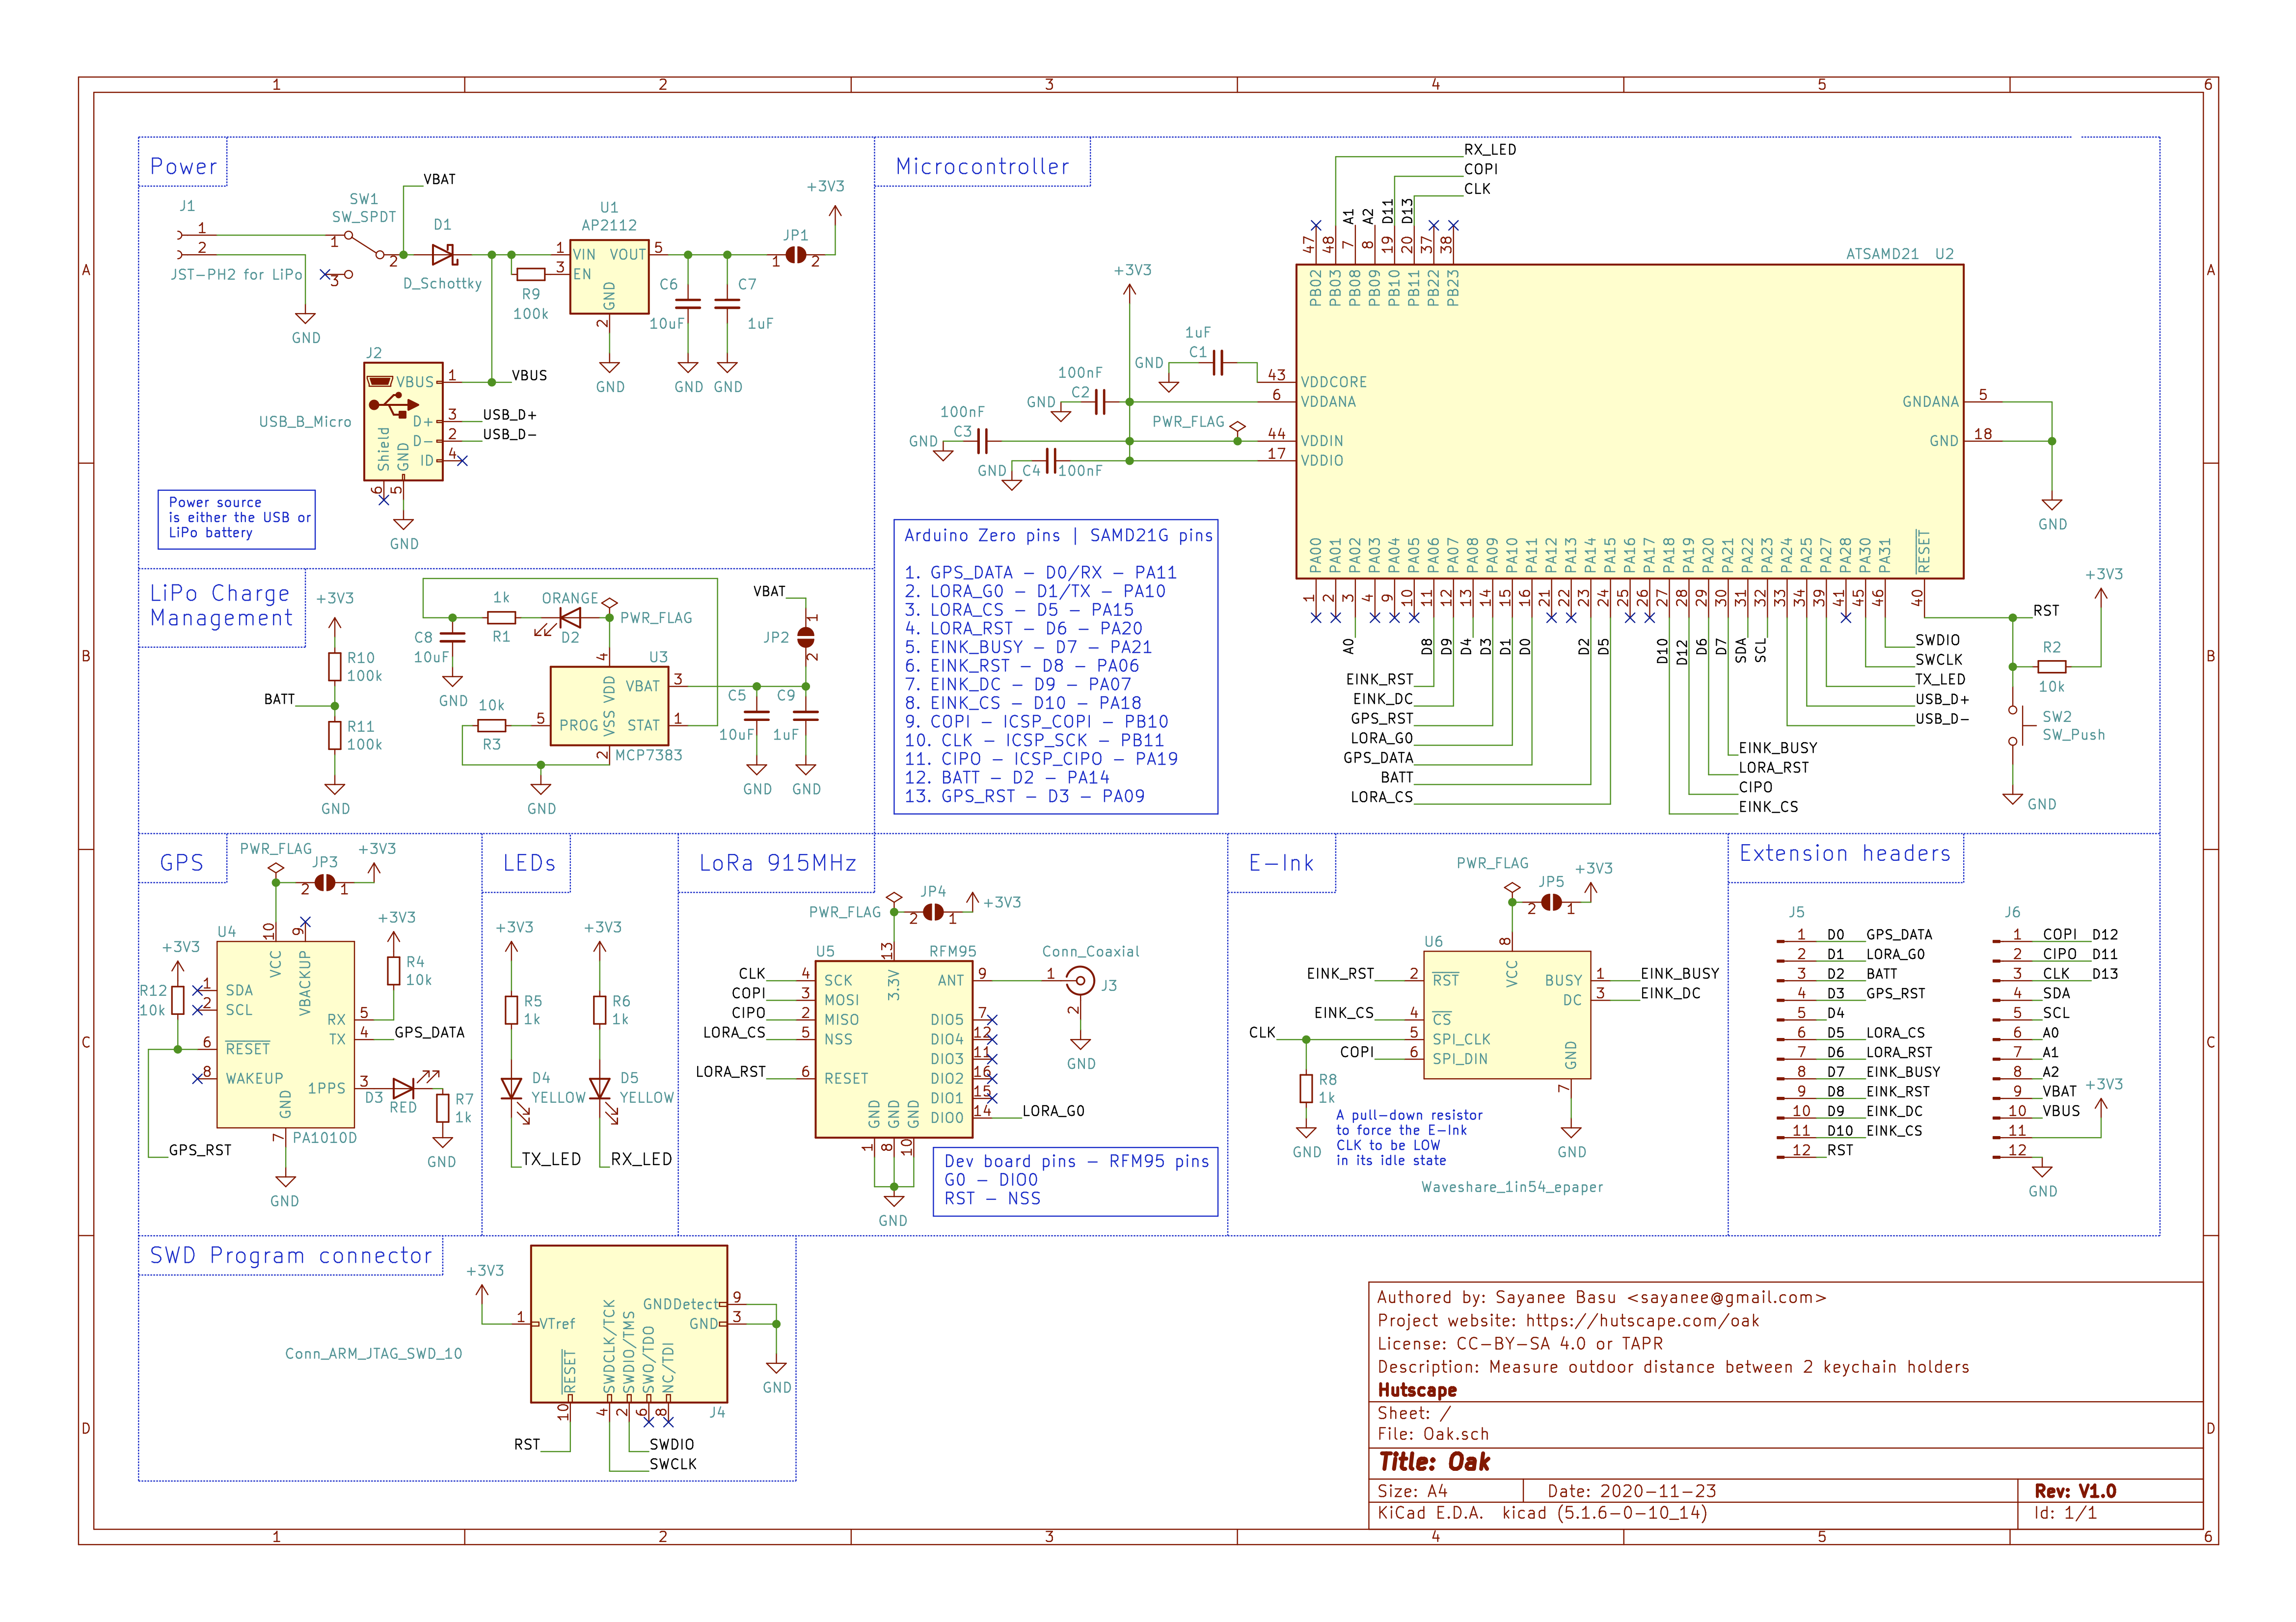 1 2 3 4 5 6
A
B
C
D
Power
VBAT
J1
SW1
SW_SPDT
1
2
1
2
3
JST-PH2 for LiPo
GND
D1
D_Schottky
U1
AP2112
1 VIN VOUT 5
3 EN
GND
2
GND
R9
100k
C6
10uF
GND
C7
1uF
GND
JP1
1 2
+3V3
J2
USB_B_Micro
VBUS 1 VBUS
D+ 3 USB_D+
D- 2 USB_D-
ID 4
Shield GND
6 5
GND
Power source
is either the USB or
LiPo battery
LiPo Charge
Management
+3V3
R10
100k
BATT
R11
100k
GND
C8
10uF
GND
1k
R1
ORANGE
D2
PWR_FLAG
U3
4
VSS VDD
VBAT 3
5 PROG STAT 1
2
MCP7383
10k
R3
GND
VBAT
1
JP2
2
C5
10uF
GND
C9
1uF
GND
Microcontroller
RX_LED
COPI
CLK
A1 A2 D11 D13
47 48 7 8 19 20 37 38
PB02 PB03 PB08 PB09 PB10 PB11 PB22 PB23
ATSAMD21 U2
+3V3
1uF
C1
GND
100nF
C2
GND
100nF
C3
GND
C4
100nF
GND
PWR_FLAG
43 VDDCORE
6 VDDANA
44 VDDIN
17 VDDIO
GNDANA 5
GND 18
GND
PA00 PA01 PA02 PA03 PA04 PA05 PA06 PA07 PA08 PA09 PA10 PA11 PA12 PA13 PA14 PA15 PA16 PA17 PA18 PA19 PA20 PA21 PA22 PA23 PA24 PA25 PA27 PA28 PA30 PA31 RESET
1 2 3 4 9 10 11 12 13 14 15 16 21 22 23 24 25 26 27 28 29 30 31 32 33 34 39 41 45 46 40
A0 D8 D9 D4 D3 D1 D0 D2 D5 D10 D12 D6 D7 SDA SCL
EINK_RST
EINK_DC
GPS_RST
LORA_G0
GPS_DATA
BATT
LORA_CS
SWDIO
SWCLK
TX_LED
USB_D+
USB_D-
EINK_BUSY
LORA_RST
CIPO
EINK_CS
+3V3
RST
R2
10k
SW2
SW_Push
GND
Arduino Zero pins | SAMD21G pins
1. GPS_DATA - D0/RX - PA11
2. LORA_G0 - D1/TX - PA10
3. LORA_CS - D5 - PA15
4. LORA_RST - D6 - PA20
5. EINK_BUSY - D7 - PA21
6. EINK_RST - D8 - PA06
7. EINK_DC - D9 - PA07
8. EINK_CS - D10 - PA18
9. COPI - ICSP_COPI - PB10
10. CLK - ICSP_SCK - PB11
11. CIPO - ICSP_CIPO - PA19
12. BATT - D2 - PA14
13. GPS_RST - D3 - PA09
GPS
PWR_FLAG
JP3
2 1
+3V3
U4
10 9
VCC VBACKUP
+3V3
R12
10k
1 SDA
2 SCL
6 RESET
8 WAKEUP
RX 5
TX 4
1PPS 3
GND
7
PA1010D
+3V3
R4
10k
GPS_DATA
D3
RED
R7
1k
GND
GPS_RST
GND
LEDs
+3V3
R5
1k
D4
YELLOW
TX_LED
+3V3
R6
1k
D5
YELLOW
RX_LED
LoRa 915MHz
PWR_FLAG
JP4
2 1
+3V3
U5
RFM95
13
3.3V
CLK 4 SCK
COPI 3 MOSI
CIPO 2 MISO
LORA_CS 5 NSS
LORA_RST 6 RESET
ANT 9
DIO5 7
DIO4 12
DIO3 11
DIO2 16
DIO1 15
DIO0 14 LORA_G0
GND GND GND
1 8 10
GND
Conn_Coaxial
1
J3
2
GND
Dev board pins - RFM95 pins
G0 - DIO0
RST - NSS
E-Ink
PWR_FLAG
JP5
2 1
+3V3
U6
8
VCC
EINK_RST 2 RST
EINK_CS 4 CS
CLK 5 SPI_CLK
COPI 6 SPI_DIN
BUSY 1 EINK_BUSY
DC 3 EINK_DC
GND
7
GND
R8
1k
GND
A pull-down resistor
to force the E-Ink
CLK to be LOW
in its idle state
Waveshare_1in54_epaper
Extension headers
J5
1 D0 GPS_DATA
2 D1 LORA_G0
3 D2 BATT
4 D3 GPS_RST
5 D4
6 D5 LORA_CS
7 D6 LORA_RST
8 D7 EINK_BUSY
9 D8 EINK_RST
10 D9 EINK_DC
11 D10 EINK_CS
12 RST
J6
1 COPI D12
2 CIPO D11
3 CLK D13
4 SDA
5 SCL
6 A0
7 A1
8 A2
9 VBAT
10 VBUS
11
12
+3V3
GND
SWD Program connector
+3V3
1 VTref
Conn_ARM_JTAG_SWD_10
GNDDetect 9
GND 3
RESET SWDCLK/TCK SWDIO/TMS SWO/TDO NC/TDI
10 4 2 6 8
J4
GND
RST
SWDIO
SWCLK
Authored by: Sayanee Basu <sayanee@gmail.com>
Project website: https://hutscape.com/oak
License: CC-BY-SA 4.0 or TAPR
Description: Measure outdoor distance between 2 keychain holders
Hutscape
Sheet: /
File: Oak.sch
Title: Oak
Size: A4 Date: 2020-11-23 Rev: V1.0
KiCad E.D.A. kicad (5.1.6-0-10_14) Id: 1/1
1 2 3 4 5 6
A
B
C
D